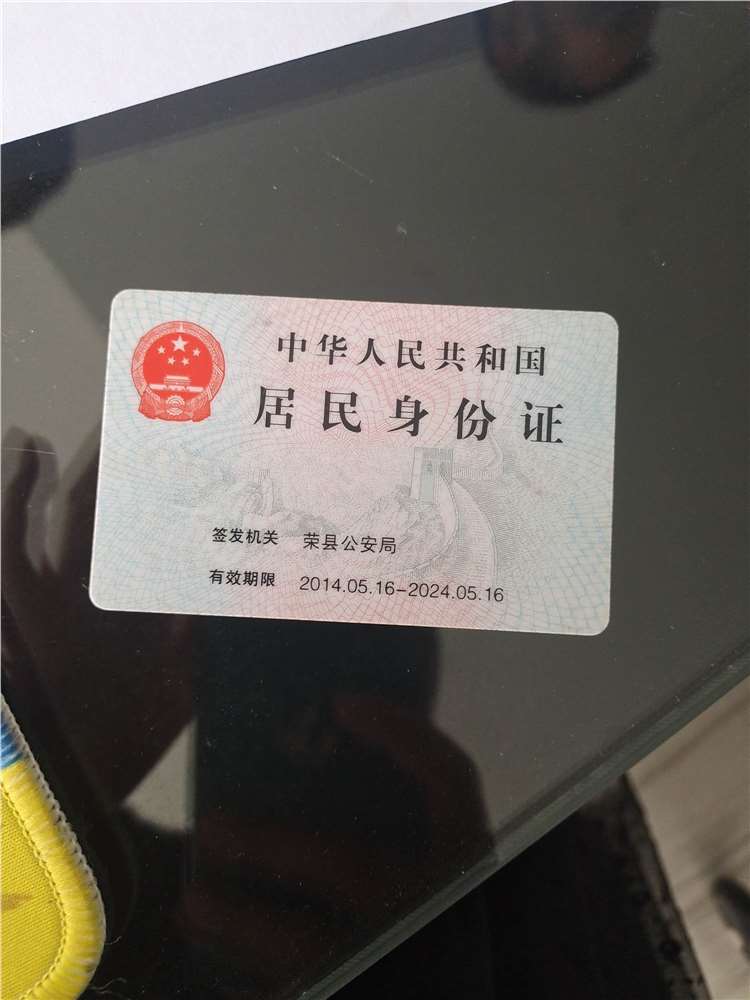 中华人民共和国
居民身份证
签发机关 荣县公安局
有效期限 2014.05.16-2024.05.16